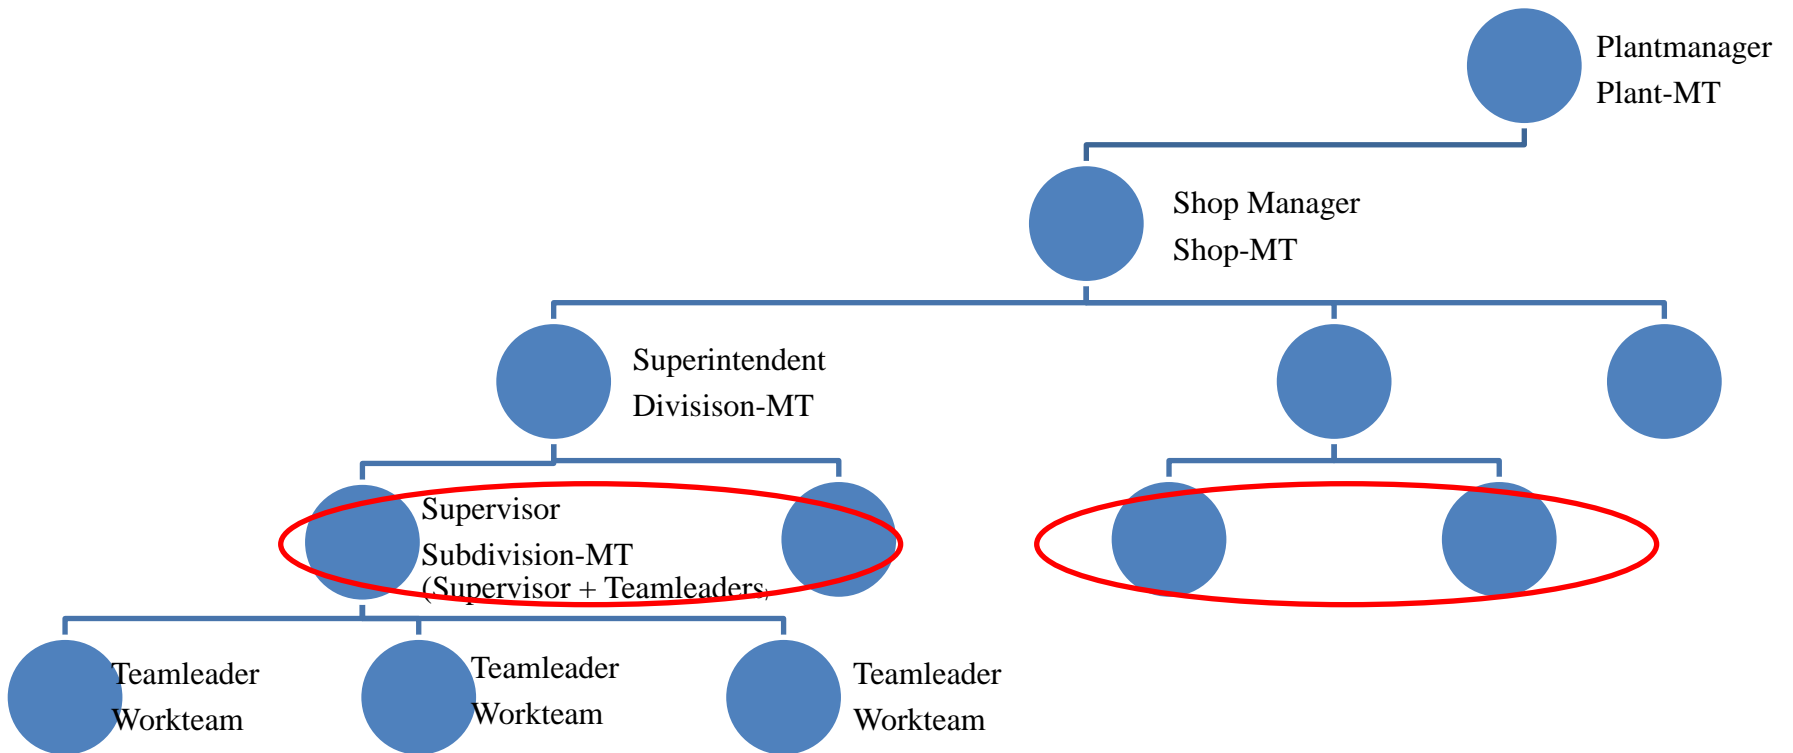 Plantmanager
Plant-MT
Shop Manager
Shop-MT
Superintendent
Divisison-MT
Supervisor
Subdivision-MT
(Supervisor + Teamleaders)
Teamleader
Workteam
Teamleader
Workteam
Teamleader
Workteam